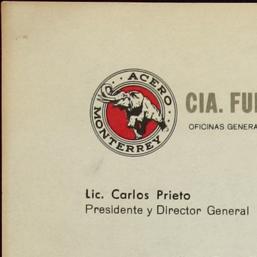 ACERO
MONTERREY
CIA. FU
OFICINAS GENERA
Lic. Carlos Prieto
Presidente y Director General